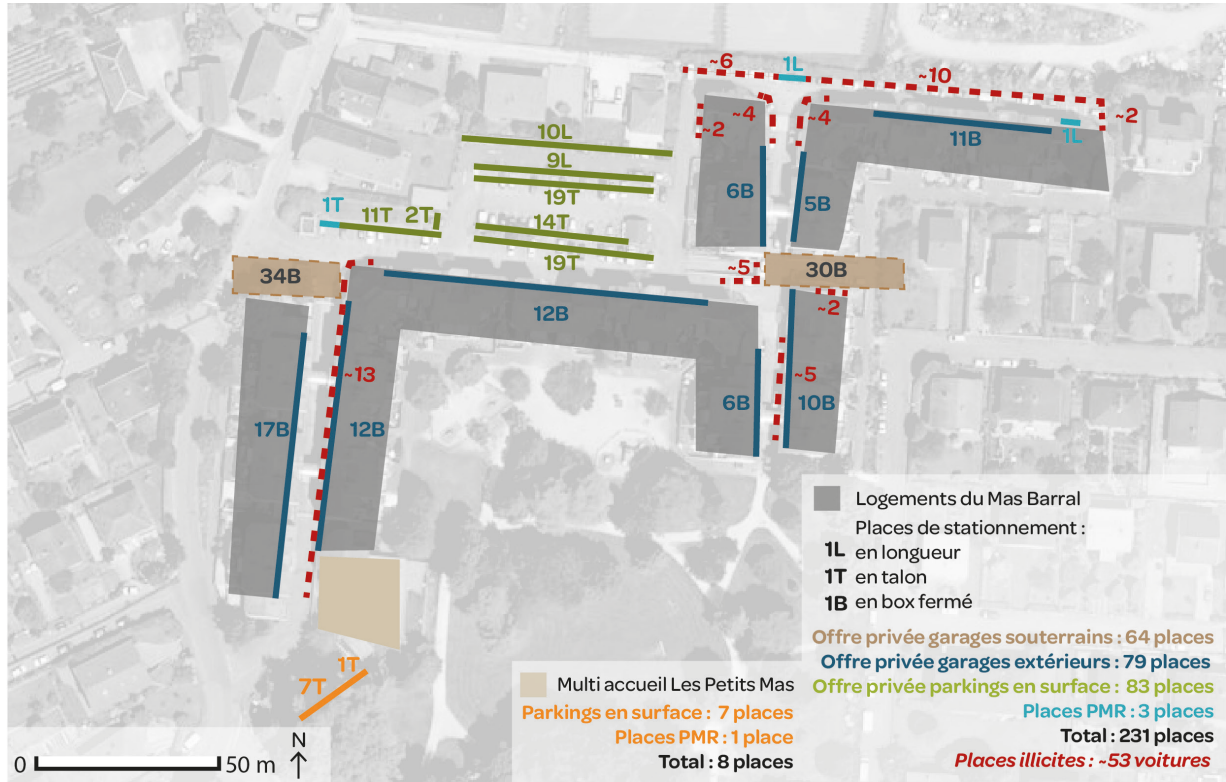 ~6
1L
~10
~2
~4
~4
~2
11B
1L
10L
9L
19T
6B
5B
1T
11T
2T
14T
19T
34B
~5
30B
12B
~2
~13
17B
12B
6B
~5
10B
1T
7T
Logements du Mas Barral
Places de stationnement :
1L en longueur
1T en talon
1B en box fermé
Offre privée garages souterrains : 64 places
Offre privée garages extérieurs : 79 places
Offre privée parkings en surface : 83 places
Places PMR : 3 places
Total : 231 places
Places illicites : ~53 voitures
Multi accueil Les Petits Mas
Parkings en surface : 7 places
Places PMR : 1 place
Total : 8 places
N
0
50 m